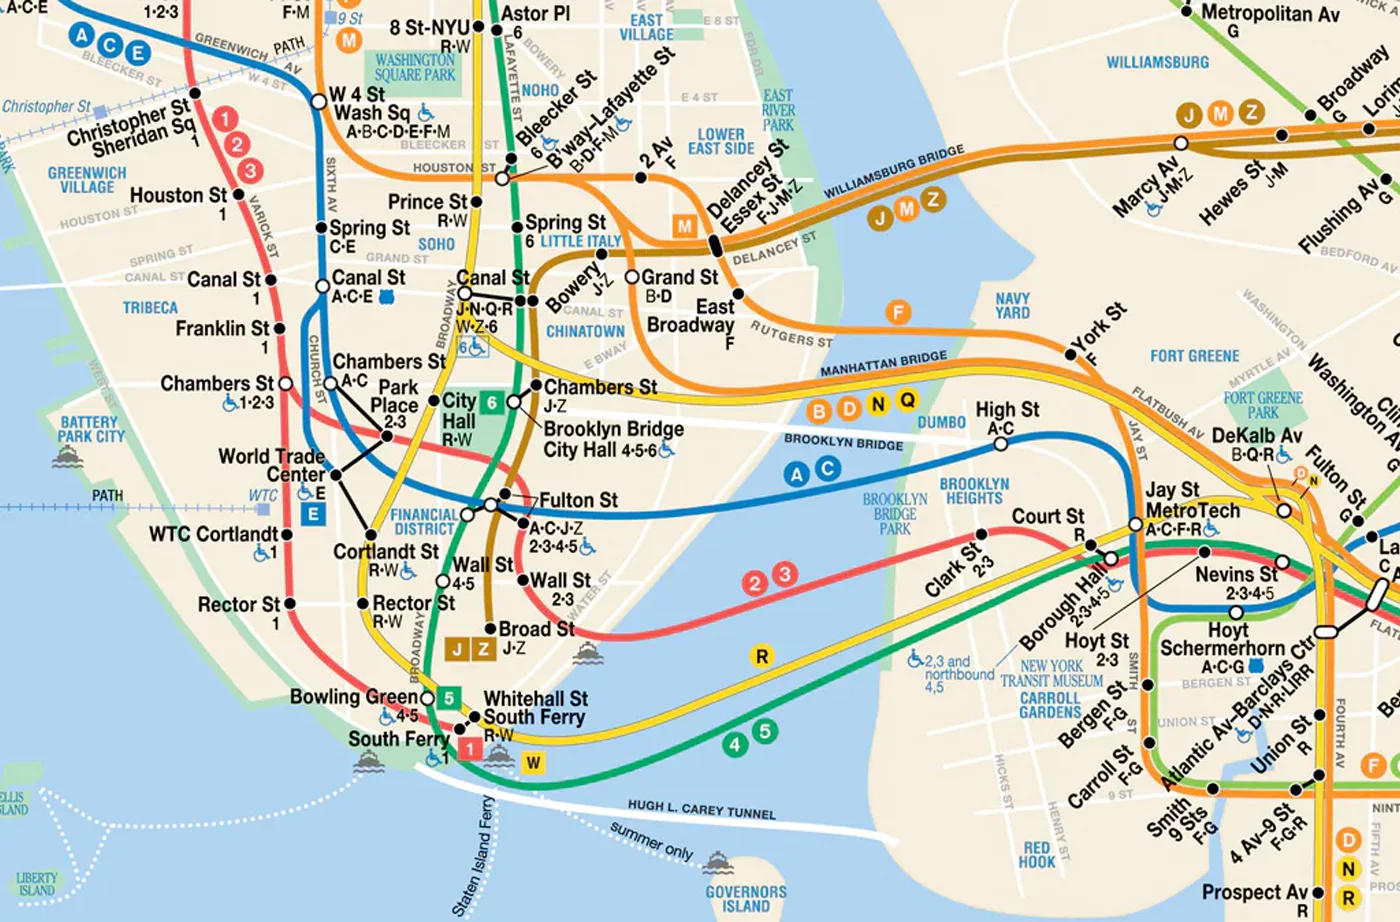 A·C·E
1·2·3
F·M
9 St
M
8 St-NYU
R·W
Astor Pl
6
EAST
VILLAGE
E 8 ST
Metropolitan Av
G
A C E
GREENWICH AV
PATH
BLEECKER ST
W 4 ST
WASHINGTON
SQUARE PARK
LAFAYETTE ST
BOWERY
FDR DR
NOHO
Bleecker St
6
B'way–Lafayette St
B·D·F·M
E 4 ST
EAST
RIVER
PARK
WILLIAMSBURG
Broadway
G
J M Z
Christopher St
Christopher St
Sheridan Sq
1
1
2
3
W 4 St
Wash Sq
A·B·C·D·E·F·M
BLEECKER ST
HOUSTON ST
2 Av
F
LOWER
EAST SIDE
Delancey St
Essex St
F·J·M·Z
WILLIAMSBURG BRIDGE
J M Z
Marcy Av
J·M·Z
Hewes St
J·M
Flushing Av
G
GREENWICH
VILLAGE
Houston St
1
HOUSTON ST
VARICK ST
SIXTH AV
Prince St
R·W
Spring St
C·E
SOHO
Spring St
6
LITTLE ITALY
M
DELANCEY ST
BEDFORD AV
SPRING ST
CANAL ST
GRAND ST
Canal St
1
Canal St
A·C·E
Canal St
J·N·Q·R
W·Z·6
6
Bowery
J·Z
Grand St
B·D
East
Broadway
F
RUTGERS ST
F
NAVY
YARD
York St
F
FORT GREENE
WASHINGTON
MYRTLE AV
TRIBECA
Franklin St
1
BROADWAY
CANAL ST
CHINATOWN
E BWAY
MANHATTAN BRIDGE
B D N Q
FLATBUSH AV
FORT GREENE
PARK
CHURCH ST
Chambers St
1·2·3
Chambers St
A·C
Park
Place
2·3
City
Hall
R·W
6
Chambers St
J·Z
Brooklyn Bridge
City Hall 4·5·6
BROOKLYN BRIDGE
DUMBO
High St
A·C
JAY ST
DeKalb Av
B·Q·R
D
N
Fulton St
G
BATTERY
PARK CITY
WEST ST
World Trade
Center
E
E
PATH
WTC
A C
BROOKLYN
BRIDGE
PARK
BROOKLYN
HEIGHTS
Jay St
MetroTech
A·C·F·R
WTC Cortlandt
1
Cortlandt St
R·W
FINANCIAL
DISTRICT
Fulton St
A·C·J·Z
2·3·4·5
Court St
R
Clark St
2·3
Borough Hall
2·3·4·5
Nevins St
2·3·4·5
Wall St
4·5
Wall St
2·3
WATER ST
2 3
Rector St
1
Rector St
R·W
BROADWAY
Broad St
J·Z
J Z
R
2,3 and
northbound
4,5
Hoyt St
2·3
Hoyt
Schermerhorn
A·C·G
NEW YORK
TRANSIT MUSEUM
CARROLL
GARDENS
SMITH ST
Bergen St
F·G
BERGEN ST
UNION ST
Atlantic Av–Barclays Ctr
Union St
R
FOURTH AV
Bowling Green
4·5
5
Whitehall St
South Ferry
R·W
South Ferry
1
1
W
4 5
Carroll St
F·G
9 ST
Smith
9 Sts
F·G
4 Av–9 St
F·G·R
F
HICKS ST
HENRY ST
HUGH L. CAREY TUNNEL
summer only
Staten Island Ferry
RED
HOOK
GOVERNORS
ISLAND
LIBERTY
ISLAND
D
N
R
Prospect Av
R
FIFTH AV